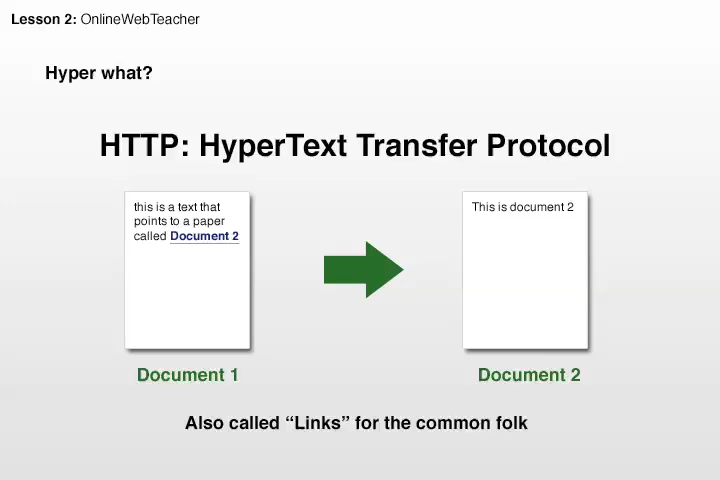 Lesson 2: OnlineWebTeacher
Hyper what?
HTTP: HyperText Transfer Protocol
this is a text that
points to a paper
called Document 2
This is document 2
Document 1
Document 2
Also called “Links” for the common folk